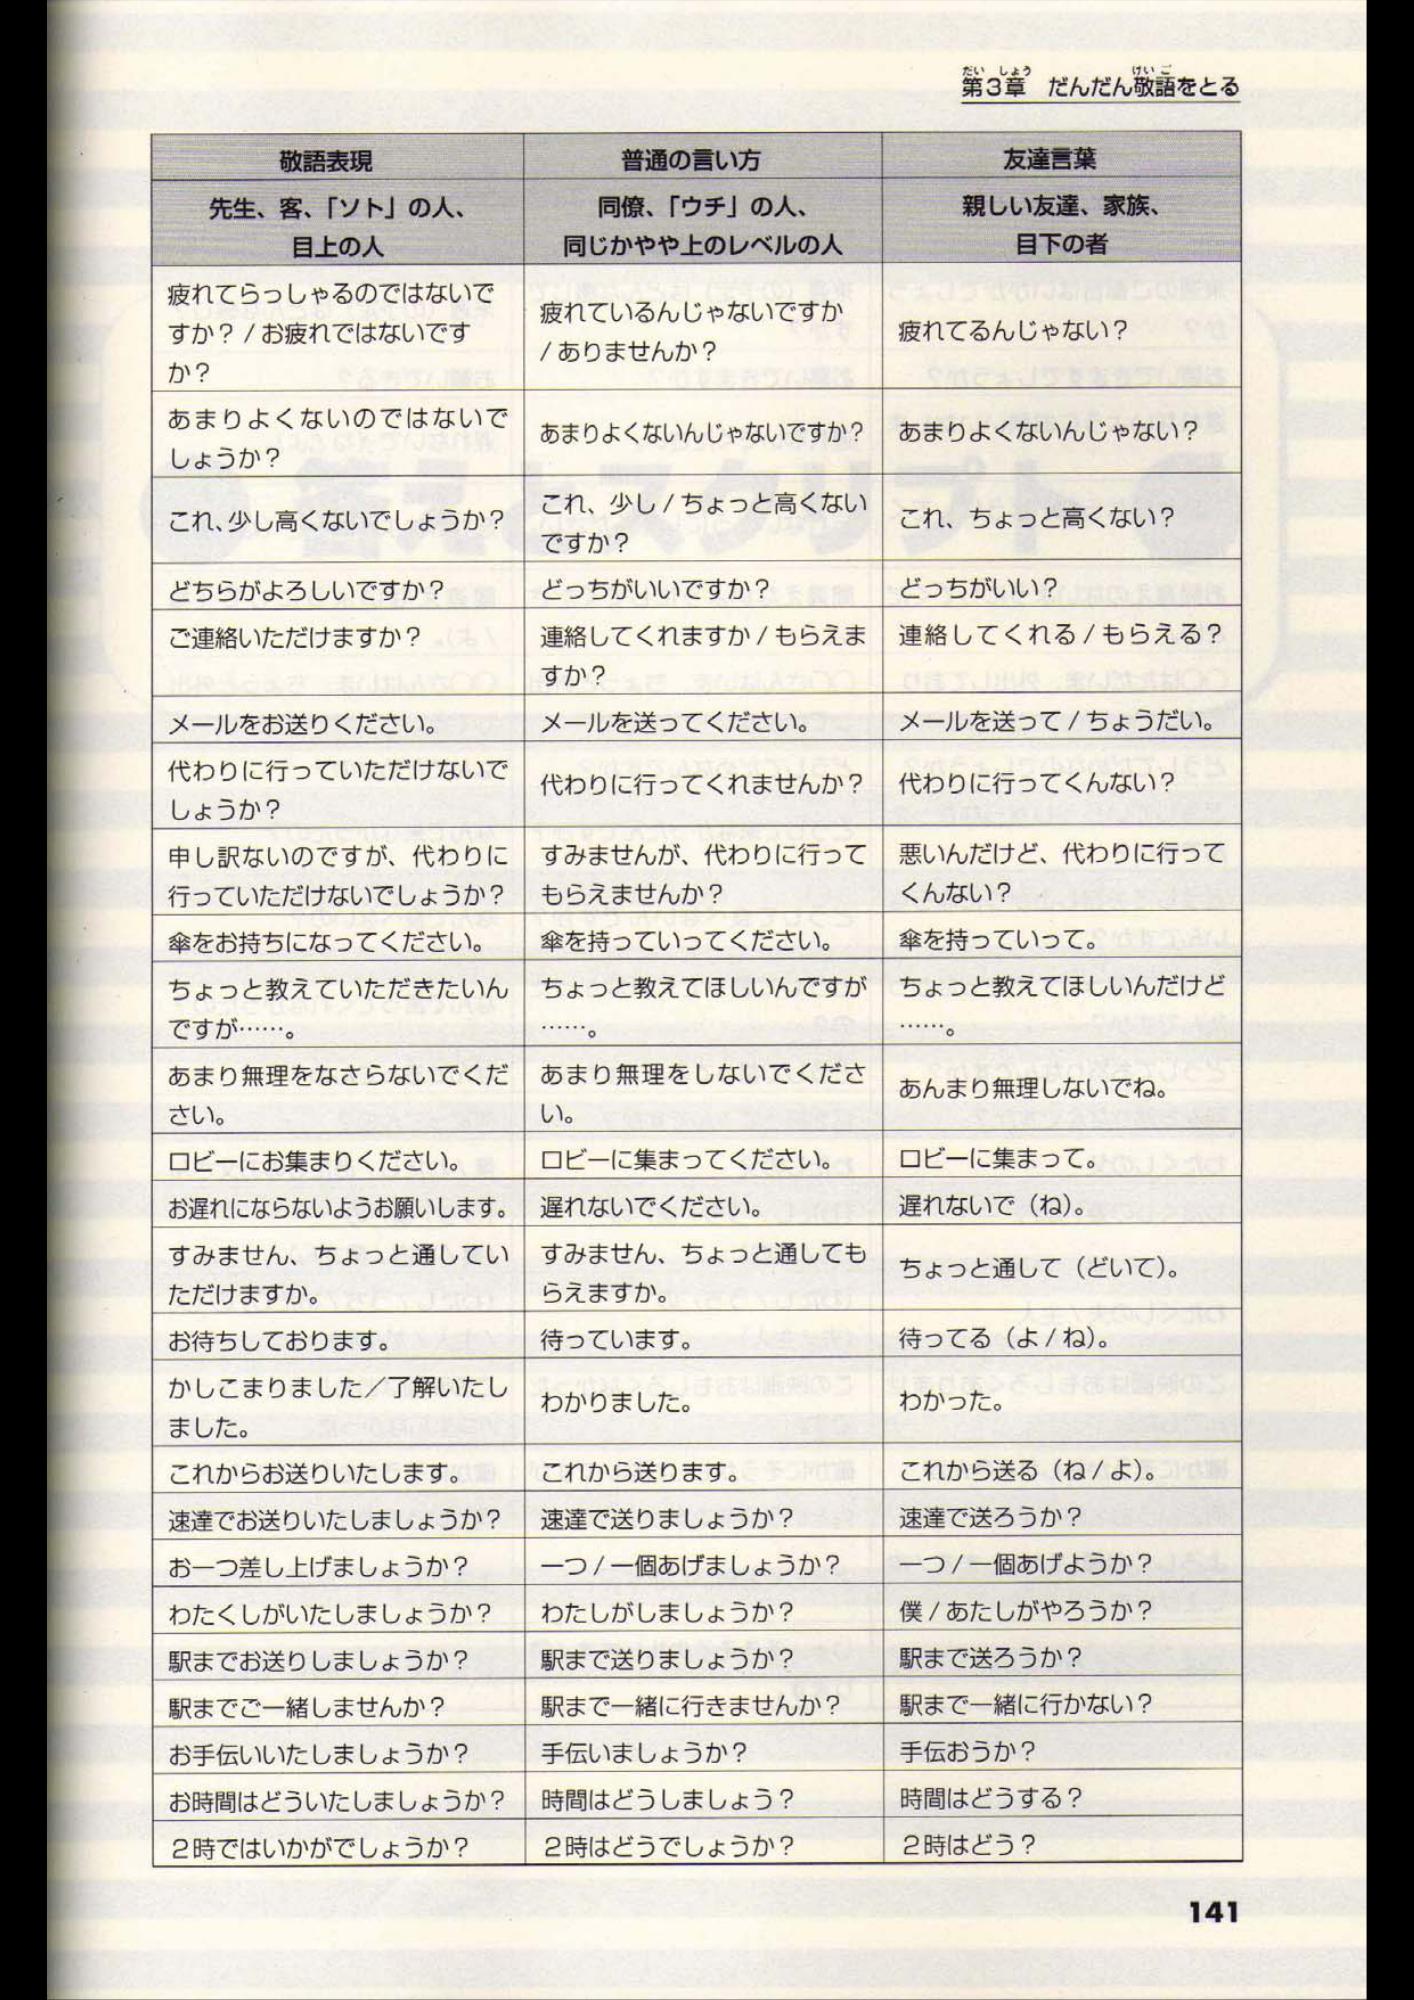 第3章　だんだん敬語をとる
敬語表現
普通の言い方
友達言葉
先生、客、「ソト」の人、
目上の人
同僚、「ウチ」の人、
同じかやや上のレベルの人
親しい友達、家族、
目下の者
疲れてらっしゃるのではないで
すか？ / お疲れではないです
か？
疲れているんじゃないですか
/ ありませんか？
疲れてるんじゃない？
あまりよくないのではないで
しょうか？
あまりよくないんじゃないですか？
あまりよくないんじゃない？
これ、少し高くないでしょうか？
これ、少し / ちょっと高くない
ですか？
これ、ちょっと高くない？
どちらがよろしいですか？
どっちがいいですか？
どっちがいい？
ご連絡いただけますか？
連絡してくれますか / もらえま
すか？
連絡してくれる / もらえる？
メールをお送りください。
メールを送ってください。
メールを送って / ちょうだい。
代わりに行っていただけないで
しょうか？
代わりに行ってくれませんか？
代わりに行ってくんない？
申し訳ないのですが、代わりに
行っていただけないでしょうか？
すみませんが、代わりに行って
もらえませんか？
悪いんだけど、代わりに行って
くんない？
傘をお持ちになってください。
傘を持っていってください。
傘を持っていって。
ちょっと教えていただきたいん
ですが……。
ちょっと教えてほしいんですが
……。
ちょっと教えてほしいんだけど
……。
あまり無理をなさらないでくだ
さい。
あまり無理をしないでくださ
い。
あんまり無理しないでね。
ロビーにお集まりください。
ロビーに集まってください。
ロビーに集まって。
お遅れにならないようお願いします。
遅れないでください。
遅れないで（ね）。
すみません、ちょっと通してい
ただけますか。
すみません、ちょっと通しても
らえますか。
ちょっと通して（どいて）。
お待ちしております。
待っています。
待ってる（よ / ね）。
かしこまりました／了解いたし
ました。
わかりました。
わかった。
これからお送りいたします。
これから送ります。
これから送る（ね / よ）。
速達でお送りいたしましょうか？
速達で送りましょうか？
速達で送ろうか？
お一つ差し上げましょうか？
一つ / 一個あげましょうか？
一つ / 一個あげようか？
わたくしがいたしましょうか？
わたしがしましょうか？
僕 / あたしがやろうか？
駅までお送りしましょうか？
駅まで送りましょうか？
駅まで送ろうか？
駅までご一緒しませんか？
駅まで一緒に行きませんか？
駅まで一緒に行かない？
お手伝いいたしましょうか？
手伝いましょうか？
手伝おうか？
お時間はどういたしましょうか？
時間はどうしましょう？
時間はどうする？
2時ではいかがでしょうか？
2時はどうでしょうか？
2時はどう？
141